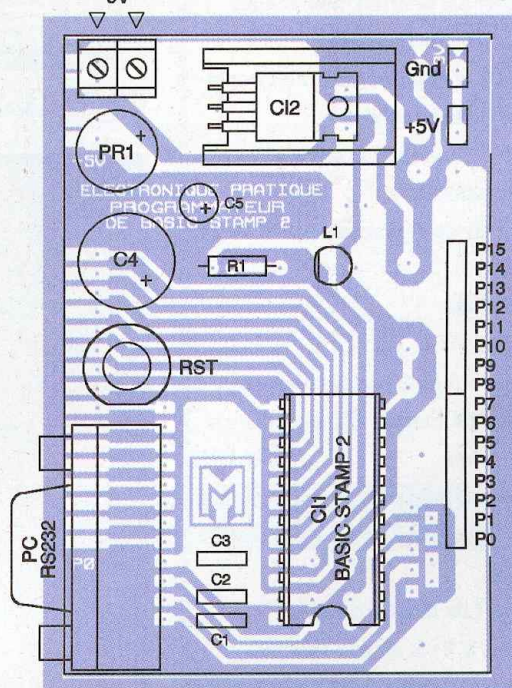 Gnd
CI2
+5V
PR1
+
+5V
ELECTRONIQUE PRATIQUE
PROGRAMMATEUR
DE BASIC STAMP 2
C5
+
L1
C4
+
R1
P15
P14
P13
P12
P11
P10
P9
P8
P7
P6
P5
P4
P3
P2
P1
P0
RST
CI1
BASIC STAMP 2
PC
RS232
P0
C3
C2
C1